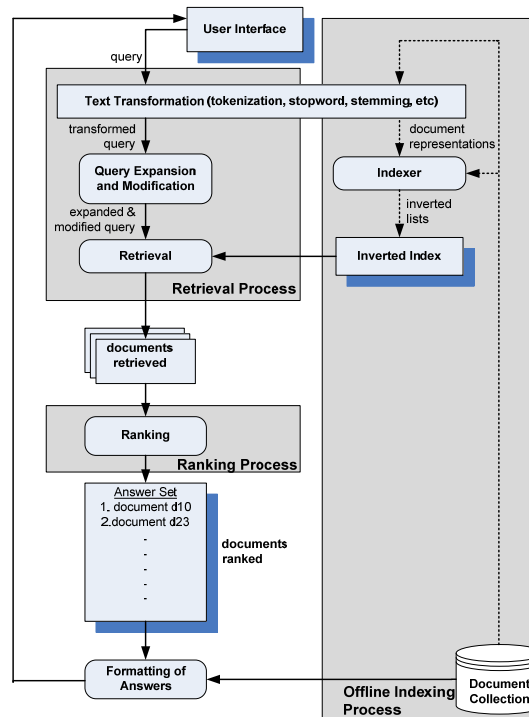 User Interface
query
Text Transformation (tokenization, stopword, stemming, etc)
transformed
query
document
representations
Query Expansion
and Modification
Indexer
expanded &
modified query
inverted
lists
Retrieval
Inverted Index
Retrieval Process
documents
retrieved
Ranking
Ranking Process
Answer Set
1. document d10
2.document d23
documents
ranked
Formatting of
Answers
Document
Collection
Offline Indexing
Process